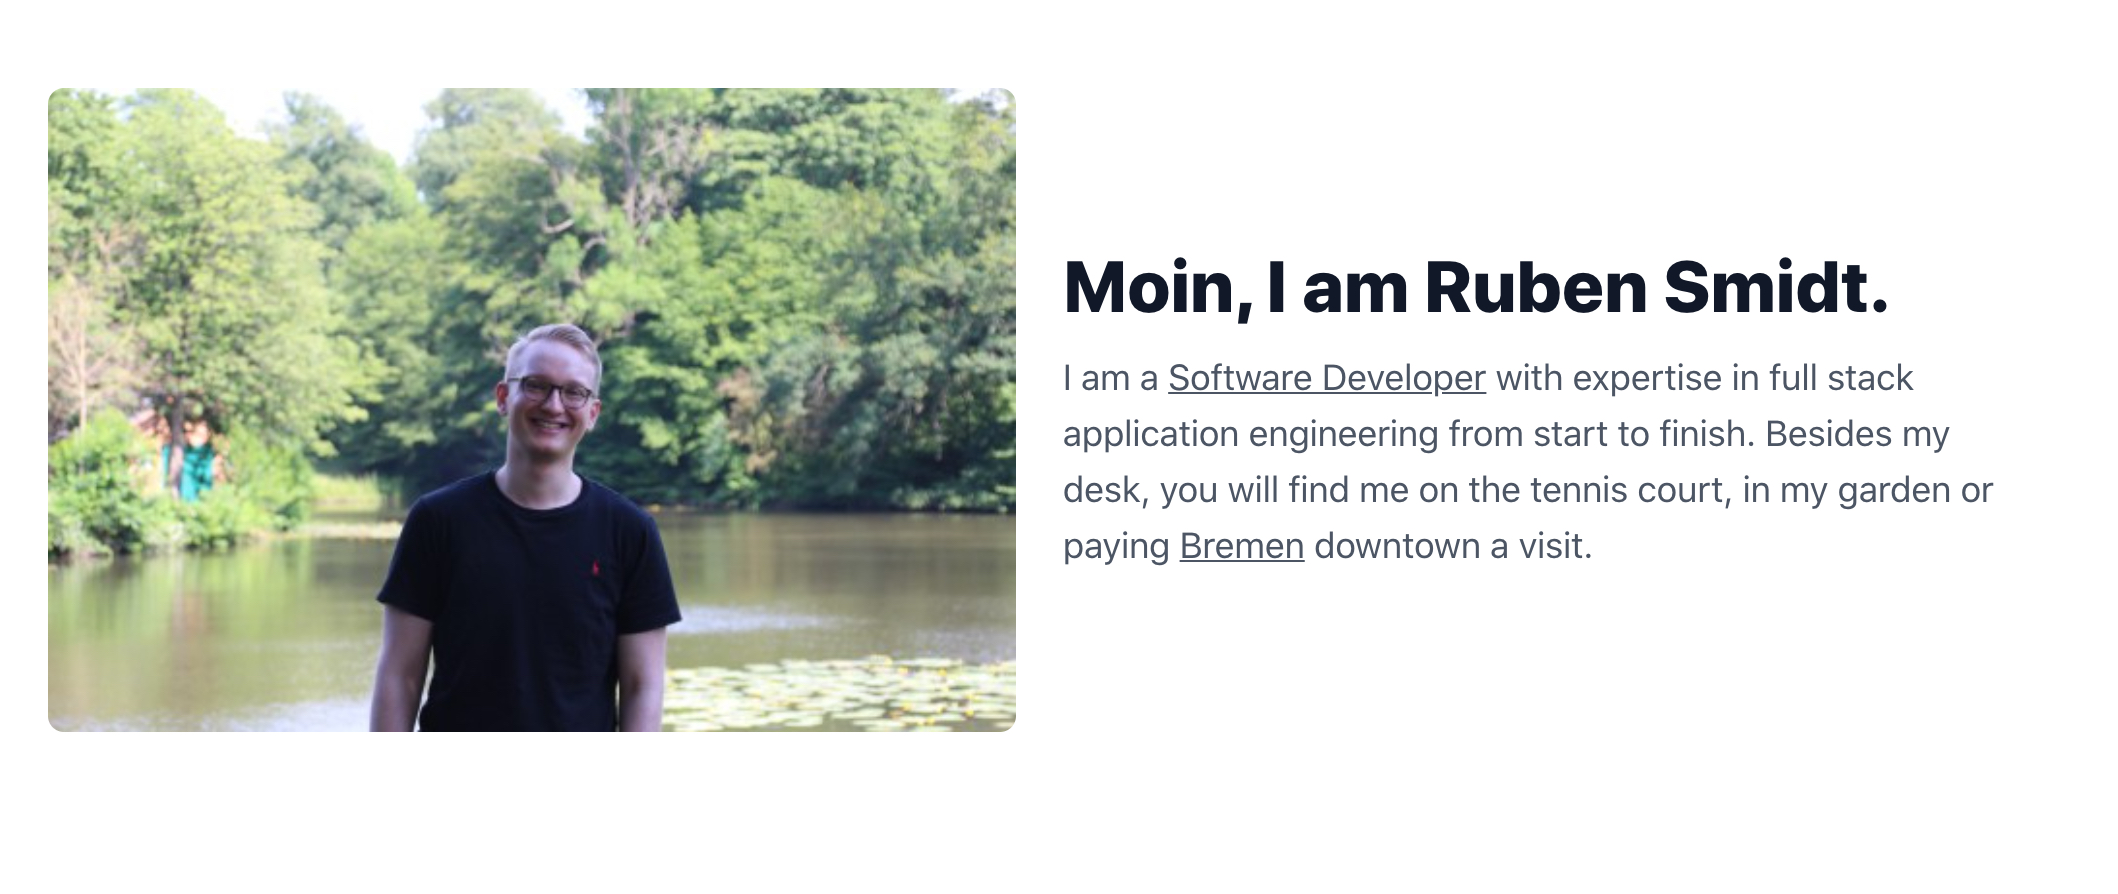 Moin, I am Ruben Smidt.
I am a Software Developer with expertise in full stack
application engineering from start to finish. Besides my
desk, you will find me on the tennis court, in my garden or
paying Bremen downtown a visit.